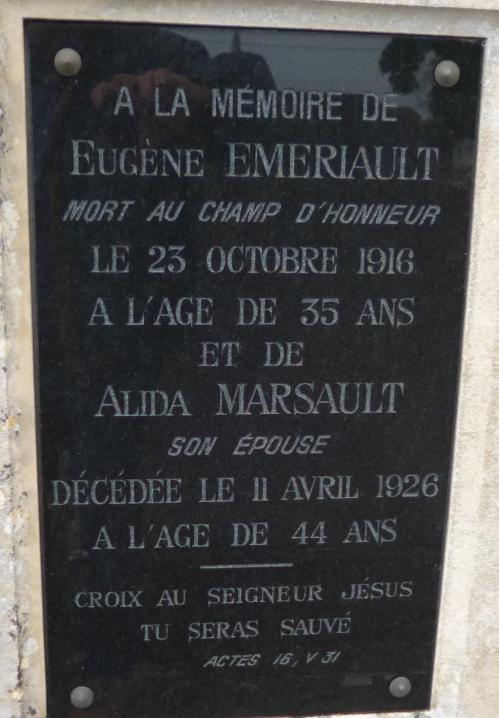 A LA MÉMOIRE DE
EUGÈNE EMERIAULT
MORT AU CHAMP D'HONNEUR
LE 23 OCTOBRE 1916
A L'AGE DE 35 ANS
ET DE
ALIDA MARSAULT
SON ÉPOUSE
DÉCÉDÉE LE 11 AVRIL 1926
A L'AGE DE 44 ANS
CROIX AU SEIGNEUR JÉSUS
TU SERAS SAUVÉ
ACTES 16, V 31